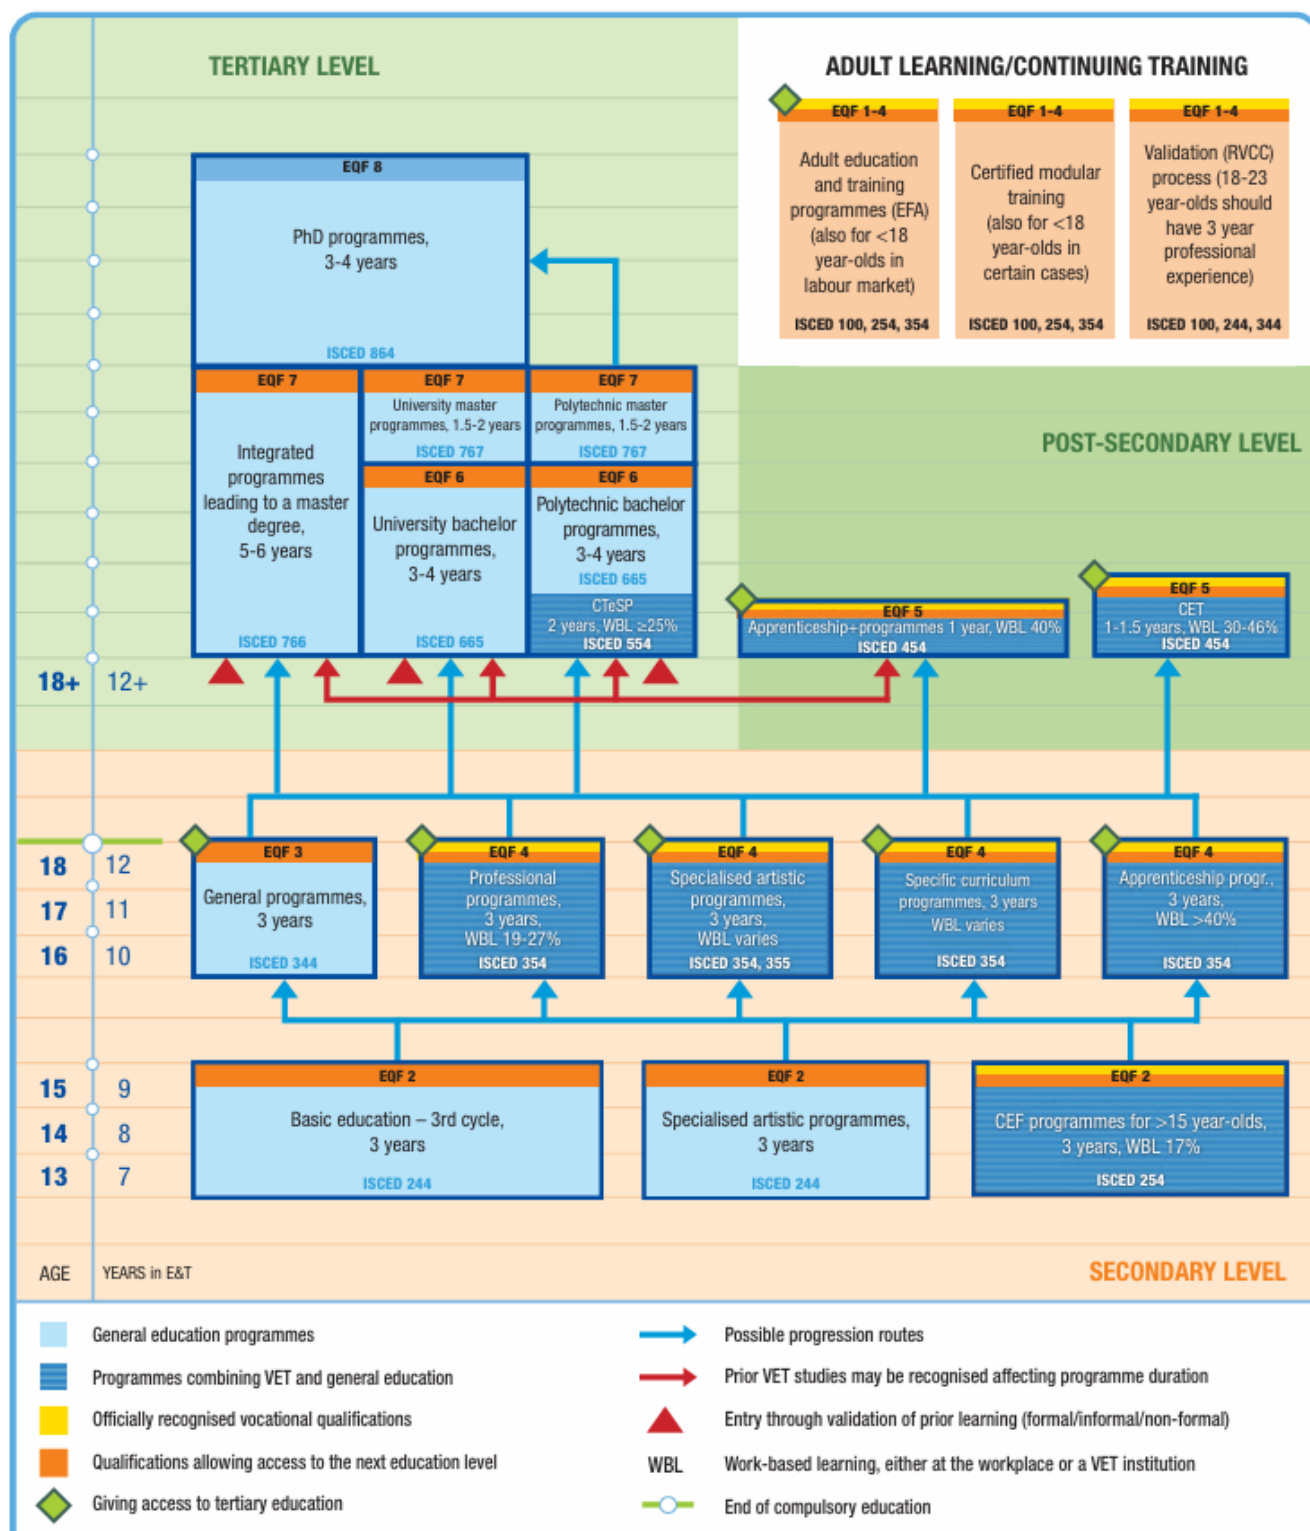 TERTIARY LEVEL
ADULT LEARNING/CONTINUING TRAINING
EQF 1-4
Adult education
and training
programmes (EFA)
(also for <18
year-olds in
labour market)
ISCED 100, 254, 354
EQF 1-4
Certified modular
training
(also for <18
year-olds in
certain cases)
ISCED 100, 254, 354
EQF 1-4
Validation (RVCC)
process (18-23
year-olds should
have 3 year
professional
experience)
ISCED 100, 244, 344
EQF 8
PhD programmes,
3-4 years
ISCED 864
EQF 7
Integrated
programmes
leading to a master
degree,
5-6 years
ISCED 766
EQF 7
University master
programmes, 1.5-2 years
ISCED 767
EQF 6
University bachelor
programmes,
3-4 years
ISCED 665
EQF 7
Polytechnic master
programmes, 1.5-2 years
ISCED 767
EQF 6
Polytechnic bachelor
programmes,
3-4 years
ISCED 665
CTeSP
2 years, WBL ≥25%
ISCED 554
POST-SECONDARY LEVEL
EQF 5
Apprenticeship+programmes 1 year, WBL 40%
ISCED 454
EQF 5
CET
1-1.5 years, WBL 30-46%
ISCED 454
18+ 12+
18 12
17 11
16 10
EQF 3
General programmes,
3 years
ISCED 344
EQF 4
Professional
programmes,
3 years,
WBL 19-27%
ISCED 354
EQF 4
Specialised artistic
programmes,
3 years,
WBL varies
ISCED 354, 355
EQF 4
Specific curriculum
programmes, 3 years
WBL varies
ISCED 354
EQF 4
Apprenticeship progr.,
3 years,
WBL >40%
ISCED 354
15 9
14 8
13 7
EQF 2
Basic education – 3rd cycle,
3 years
ISCED 244
EQF 2
Specialised artistic programmes,
3 years
ISCED 244
EQF 2
CEF programmes for >15 year-olds,
3 years, WBL 17%
ISCED 254
AGE YEARS in E&T
SECONDARY LEVEL
General education programmes
Programmes combining VET and general education
Officially recognised vocational qualifications
Qualifications allowing access to the next education level
Giving access to tertiary education
Possible progression routes
Prior VET studies may be recognised affecting programme duration
Entry through validation of prior learning (formal/informal/non-formal)
WBL Work-based learning, either at the workplace or a VET institution
End of compulsory education